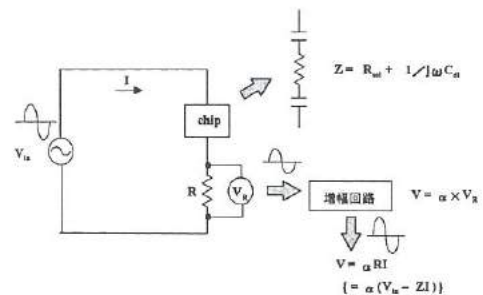 I
chip
Z = R_sol + 1/jωC_dl
V_in
R
V_R
増幅回路
V = α × V_R
V = αRI
{= α(V_in − ZI)}